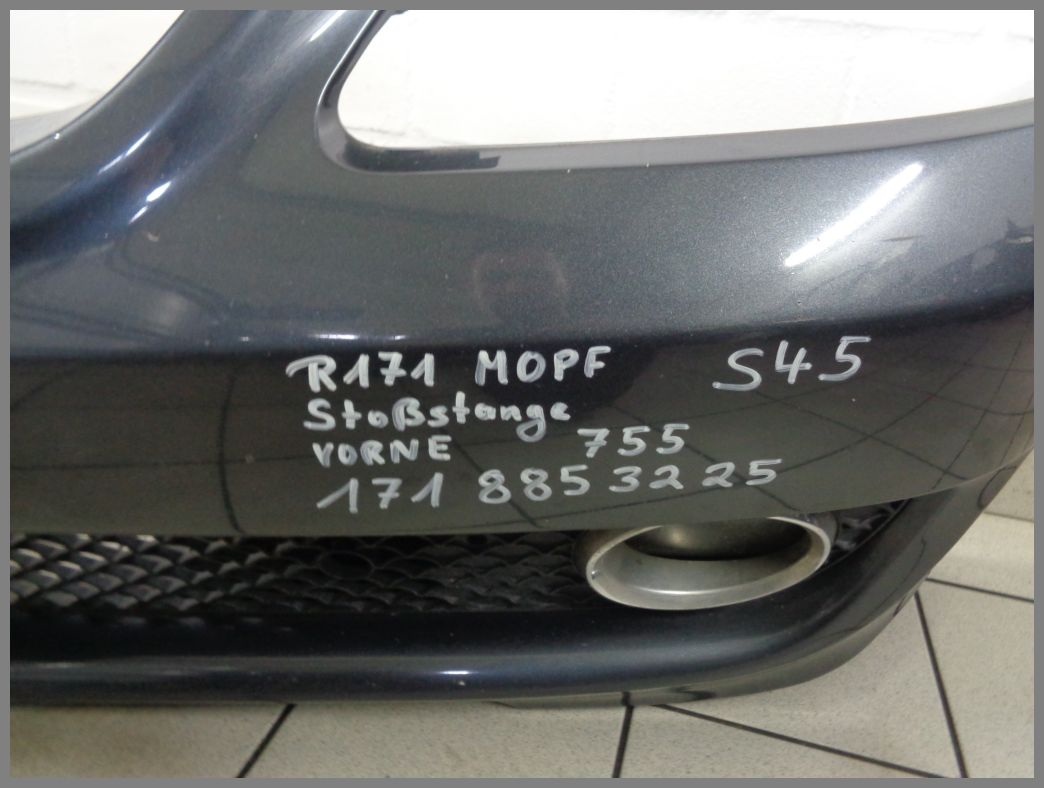 R171 MOPF S45
Stoßstange
VORNE 755
171 885 32 25